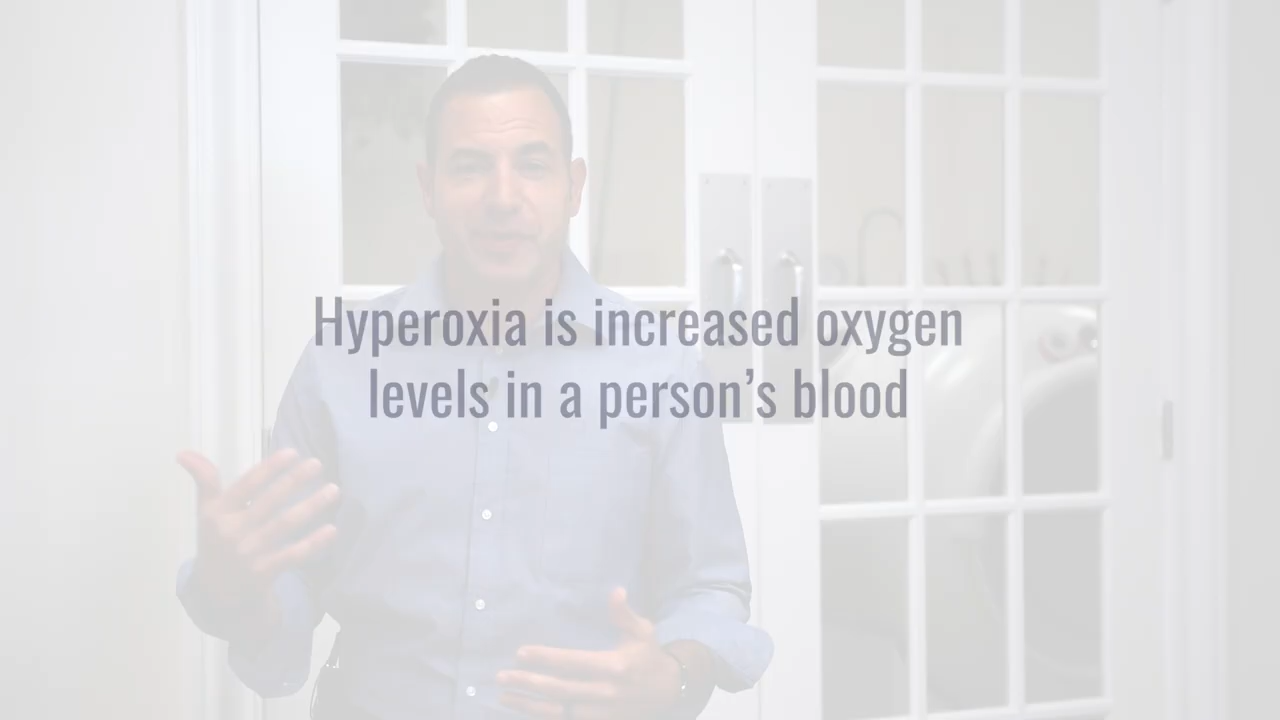 Hyperoxia is increased oxygen
levels in a person’s blood